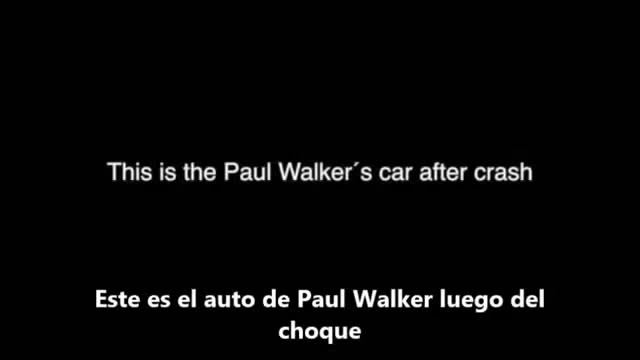 This is the Paul Walker´s car after crash
Este es el auto de Paul Walker luego del
choque